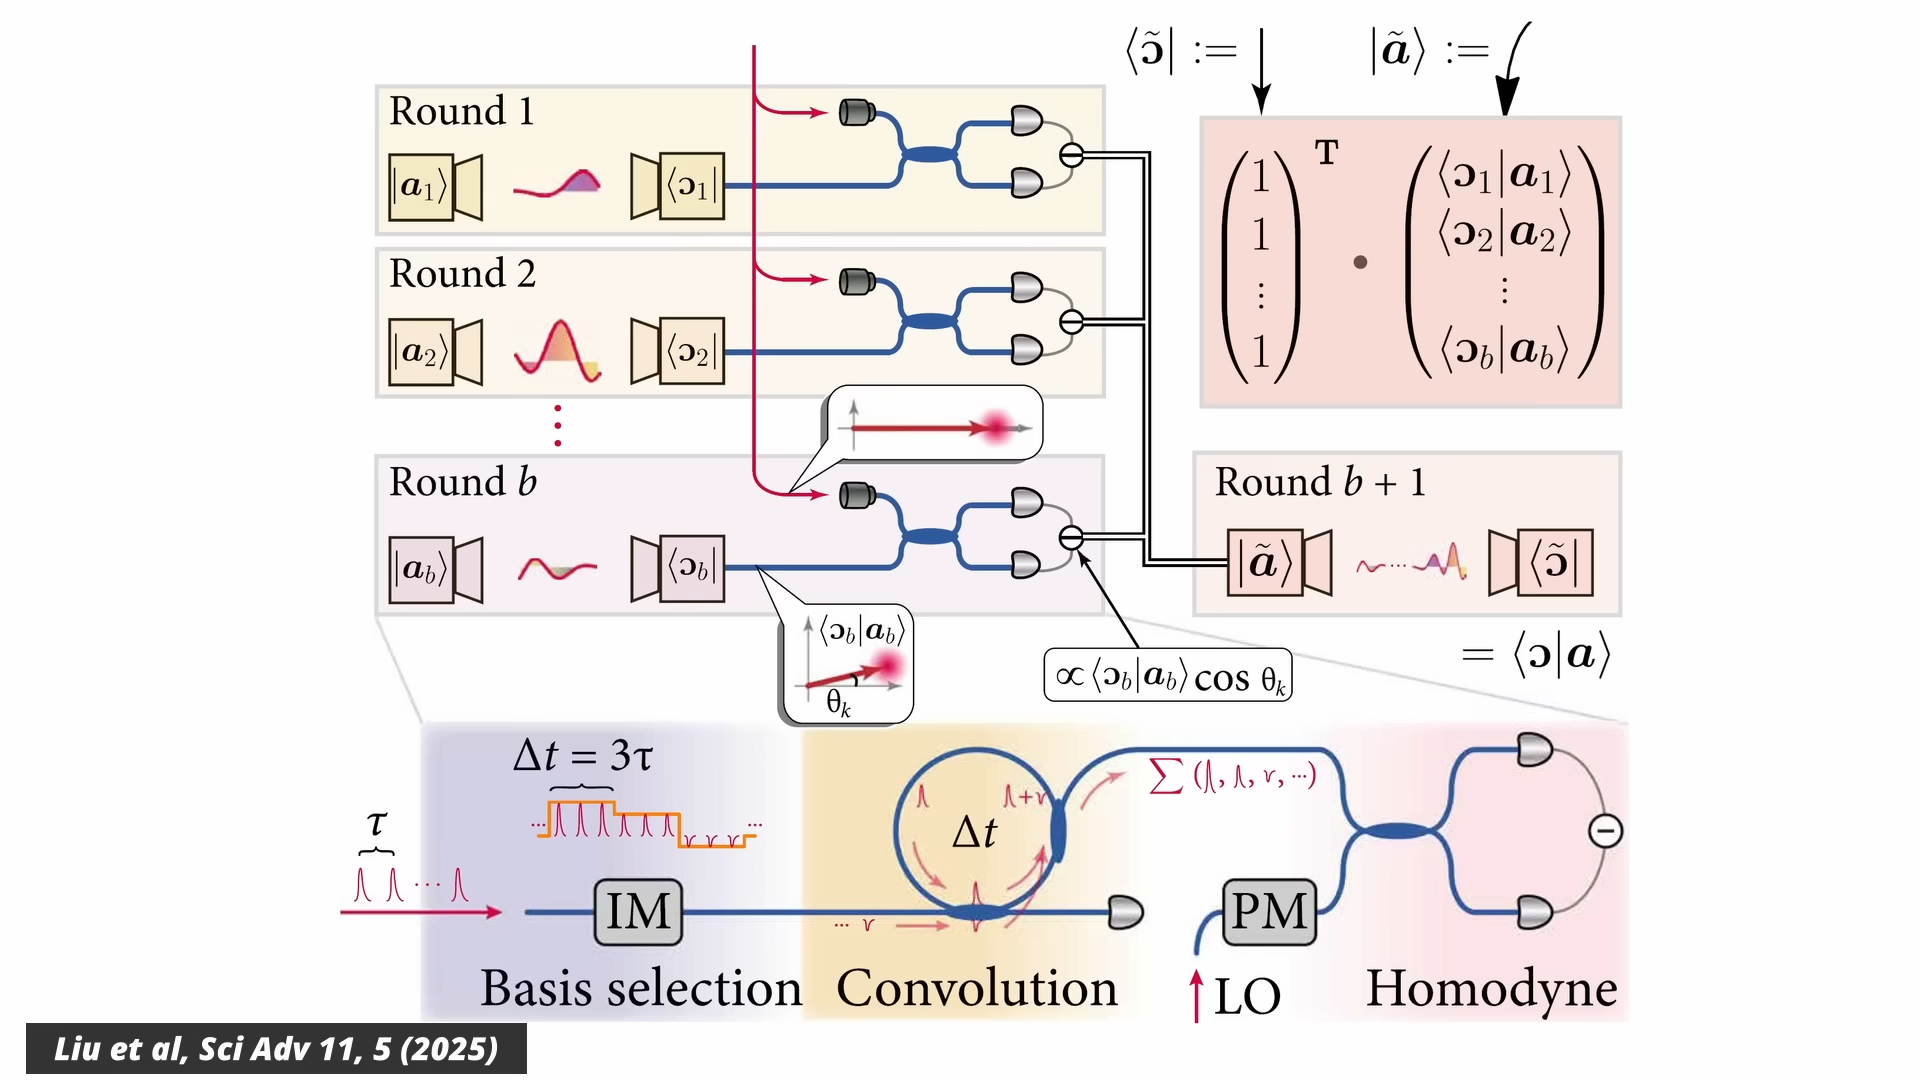 ⟨ɔ̃| :=
|ã⟩ :=
Round 1
|a₁⟩
⟨ɔ₁|
Round 2
|a₂⟩
⟨ɔ₂|
⋮
Round b
|a_b⟩
⟨ɔ_b|
⟨ɔ_b|a_b⟩
θₖ
∝⟨ɔ_b|a_b⟩ cos θₖ
1
1
⋮
1
T
•
⟨ɔ₁|a₁⟩
⟨ɔ₂|a₂⟩
⋮
⟨ɔ_b|a_b⟩
Round b + 1
|ã⟩
...
⟨ɔ̃|
= ⟨ɔ|a⟩
τ
...
Δt = 3τ
... ...
IM
Basis selection
Δt
+
...
Convolution
∑ ( , , , ...)
PM
LO
Homodyne
Liu et al, Sci Adv 11, 5 (2025)